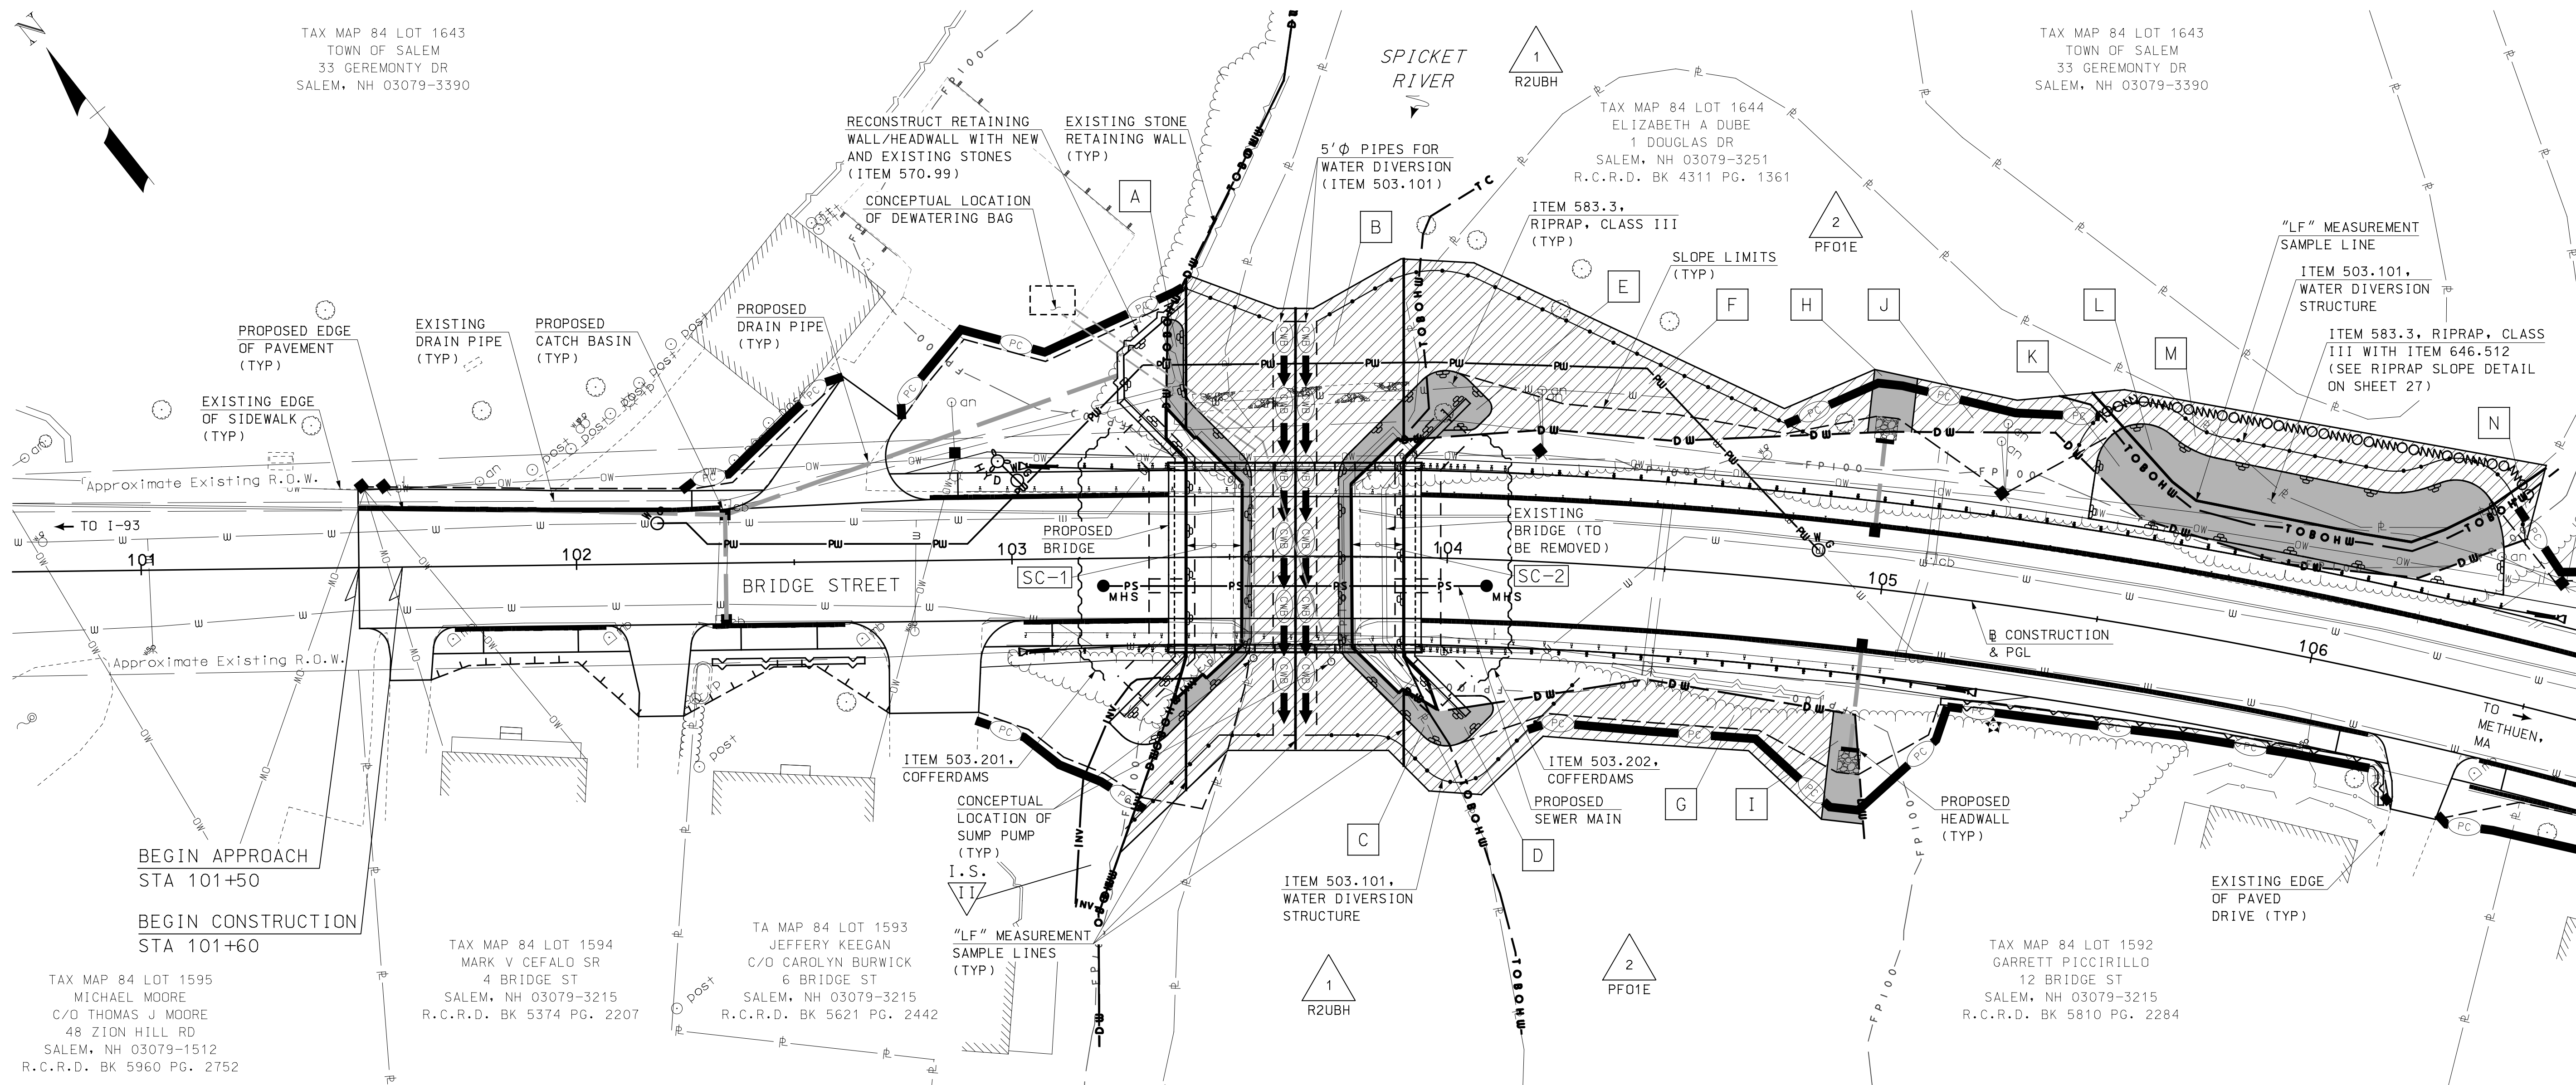 N
TAX MAP 84 LOT 1643
TOWN OF SALEM
33 GEREMONTY DR
SALEM, NH 03079-3390
SPICKET
RIVER
1
R2UBH
TAX MAP 84 LOT 1643
TOWN OF SALEM
33 GEREMONTY DR
SALEM, NH 03079-3390
RECONSTRUCT RETAINING
WALL/HEADWALL WITH NEW
AND EXISTING STONES
(ITEM 570.99)
EXISTING STONE
RETAINING WALL
(TYP)
CONCEPTUAL LOCATION
OF DEWATERING BAG
A
5'Ø PIPES FOR
WATER DIVERSION
(ITEM 503.101)
B
TAX MAP 84 LOT 1644
ELIZABETH A DUBE
1 DOUGLAS DR
SALEM, NH 03079-3251
R.C.R.D. BK 4311 PG. 1361
TC
ITEM 583.3,
RIPRAP, CLASS III
(TYP)
2
PF01E
SLOPE LIMITS
(TYP)
E
F
H
J
K
L
M
N
"LF" MEASUREMENT
SAMPLE LINE
ITEM 503.101,
WATER DIVERSION
STRUCTURE
ITEM 583.3, RIPRAP, CLASS
III WITH ITEM 646.512
(SEE RIPRAP SLOPE DETAIL
ON SHEET 27)
PROPOSED EDGE
OF PAVEMENT
(TYP)
EXISTING
DRAIN PIPE
(TYP)
PROPOSED
CATCH BASIN
(TYP)
PROPOSED
DRAIN PIPE
(TYP)
EXISTING EDGE
OF SIDEWALK
(TYP)
Approximate Existing R.O.W.
TO I-93
101
102
103
104
105
106
BRIDGE STREET
PROPOSED
BRIDGE
SC-1
MHS
PS
PS
PS
PS
MHS
SC-2
EXISTING
BRIDGE (TO
BE REMOVED)
HYD
WG
WG
Approximate Existing R.O.W.
B CONSTRUCTION
& PGL
TO
METHUEN,
MA
ITEM 503.201,
COFFERDAMS
CONCEPTUAL
LOCATION OF
SUMP PUMP
(TYP)
I.S.
II
"LF" MEASUREMENT
SAMPLE LINES
(TYP)
ITEM 503.202,
COFFERDAMS
PROPOSED
SEWER MAIN
G
I
C
D
ITEM 503.101,
WATER DIVERSION
STRUCTURE
PROPOSED
HEADWALL
(TYP)
EXISTING EDGE
OF PAVED
DRIVE (TYP)
BEGIN APPROACH
STA 101+50
BEGIN CONSTRUCTION
STA 101+60
TAX MAP 84 LOT 1595
MICHAEL MOORE
C/O THOMAS J MOORE
48 ZION HILL RD
SALEM, NH 03079-1512
R.C.R.D. BK 5960 PG. 2752
TAX MAP 84 LOT 1594
MARK V CEFALO SR
4 BRIDGE ST
SALEM, NH 03079-3215
R.C.R.D. BK 5374 PG. 2207
TA MAP 84 LOT 1593
JEFFERY KEEGAN
C/O CAROLYN BURWICK
6 BRIDGE ST
SALEM, NH 03079-3215
R.C.R.D. BK 5621 PG. 2442
1
R2UBH
2
PF01E
TAX MAP 84 LOT 1592
GARRETT PICCIRILLO
12 BRIDGE ST
SALEM, NH 03079-3215
R.C.R.D. BK 5810 PG. 2284